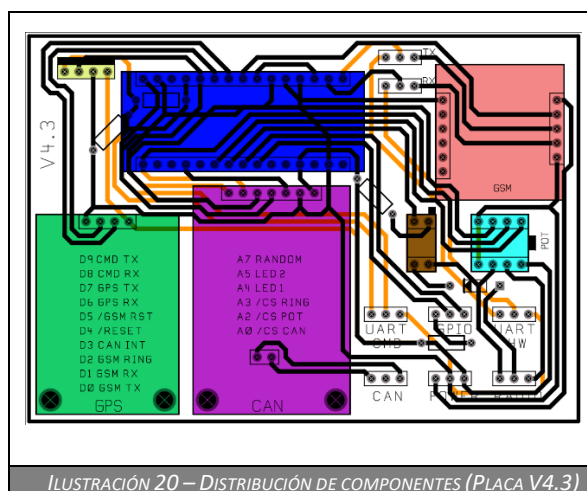 TX
RX
V4.3
GSM
POT
D9 CMD TX
D8 CMD RX
D7 GPS TX
D6 GPS RX
D5 /GSM RST
D4 /RESET
D3 CAN INT
D2 GSM RING
D1 GSM RX
D0 GSM TX
GPS
A7 RANDOM
A5 LED2
A4 LED1
A3 /CS RING
A2 /CS POT
A0 /CS CAN
CAN
UART
CMD
GPIO
UART
HW
CAN
POWER
RADIO
ILUSTRACIÓN 20 – DISTRIBUCIÓN DE COMPONENTES (PLACA V4.3)